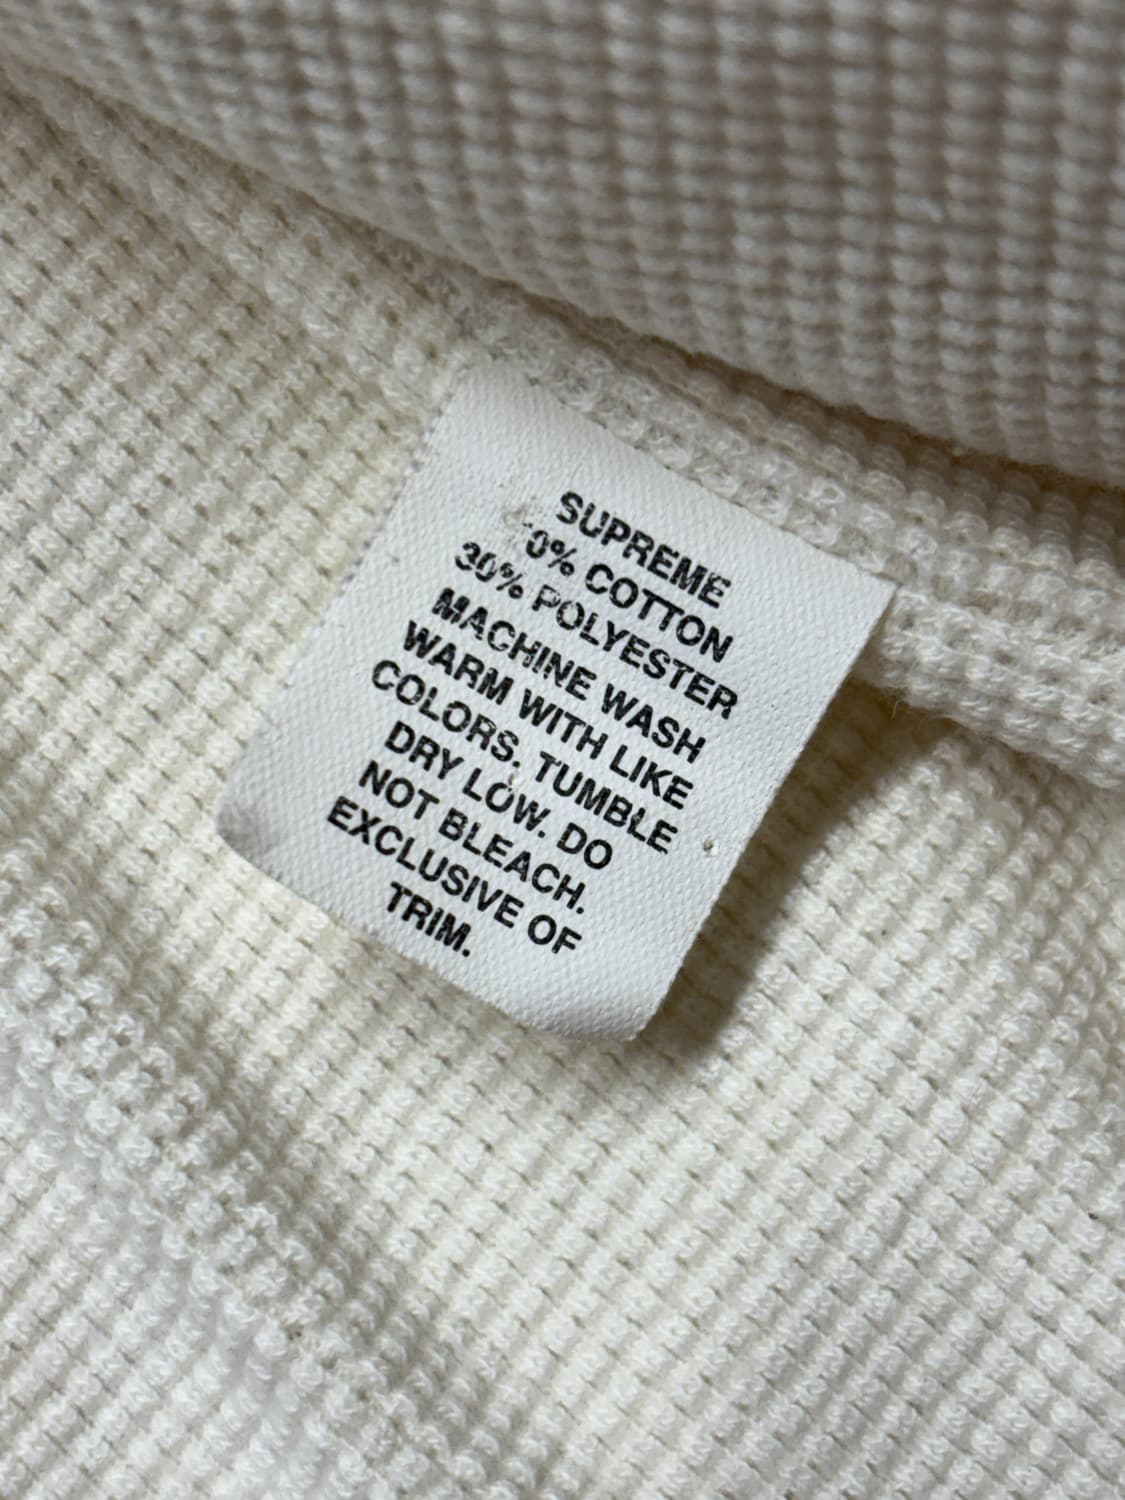 SUPREME
0% COTTON
30% POLYESTER
MACHINE WASH
WARM WITH LIKE
COLORS. TUMBLE
DRY LOW. DO
NOT BLEACH.
EXCLUSIVE OF
TRIM.